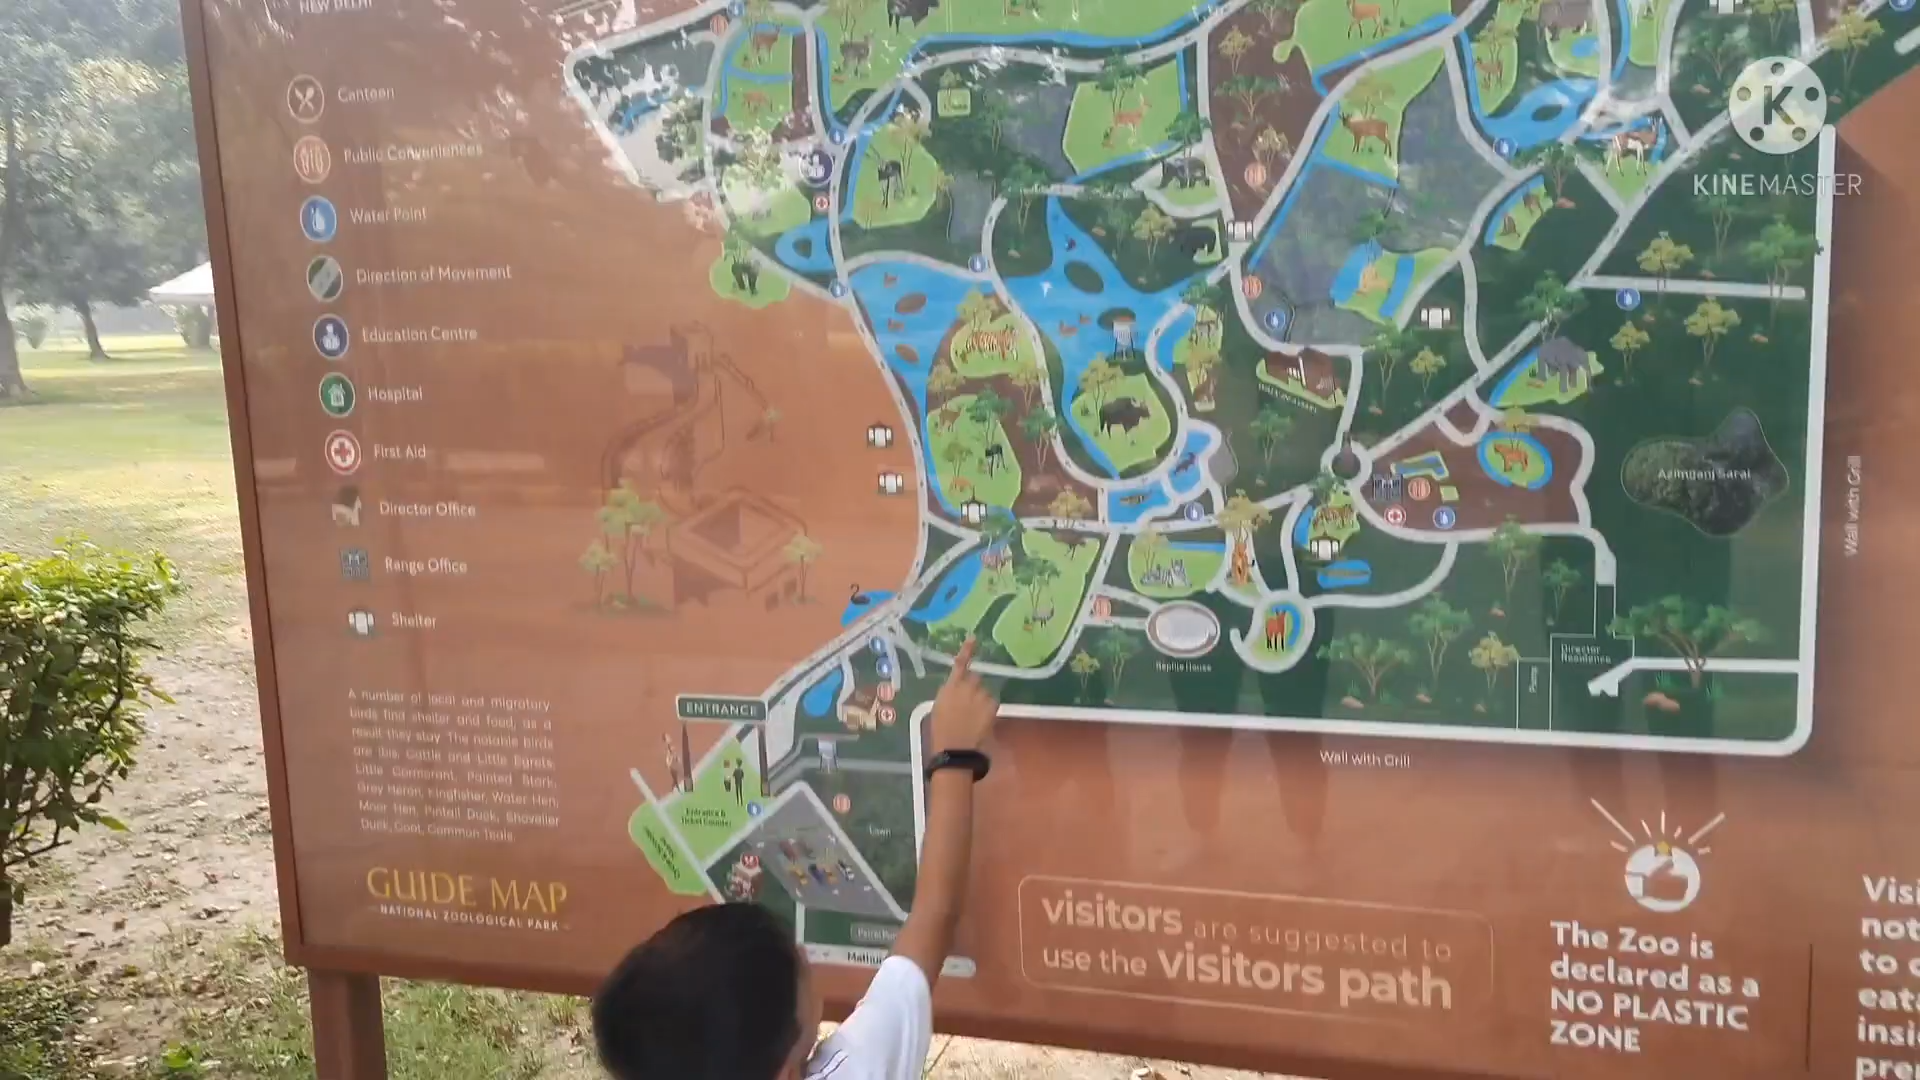 NEW DELHI
Canteen
Public Conveniences
Water Point
Direction of Movement
Education Centre
Hospital
First Aid
Director Office
Range Office
Shelter
A number of local and migratory
birds find shelter and food, as a
result they stay. The notable birds
are Ibis, Cattle and Little Egrets,
Little Cormorant, Painted Stork,
Grey Heron, Kingfisher, Water Hen,
Moor Hen, Pintail Duck, Shoveller
Duck, Coot, Common Teals.
GUIDE MAP
NATIONAL ZOOLOGICAL PARK
KINEMASTER
Azimganj Sarai
Wall with Grill
Reptile House
Director
Residence
Pump
ENTRANCE
Entrance &
Ticket Counter
Lawn
Wall with Grill
visitors are suggested to
use the visitors path
The Zoo is
declared as a
NO PLASTIC
ZONE